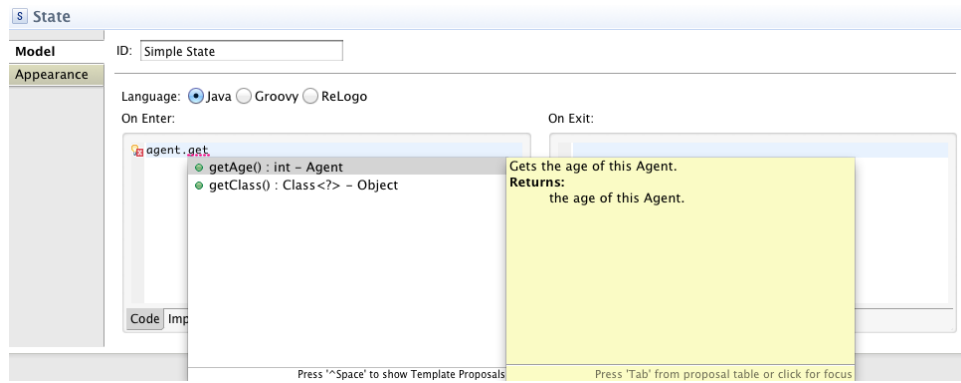 S State
Model
Appearance
ID: Simple State
Language: Java Groovy ReLogo
On Enter:
On Exit:
agent.get
getAge() : int – Agent
getClass() : Class<?> – Object
Gets the age of this Agent.
Returns:
the age of this Agent.
Code
Press '^Space' to show Template Proposals
Press 'Tab' from proposal table or click for focus